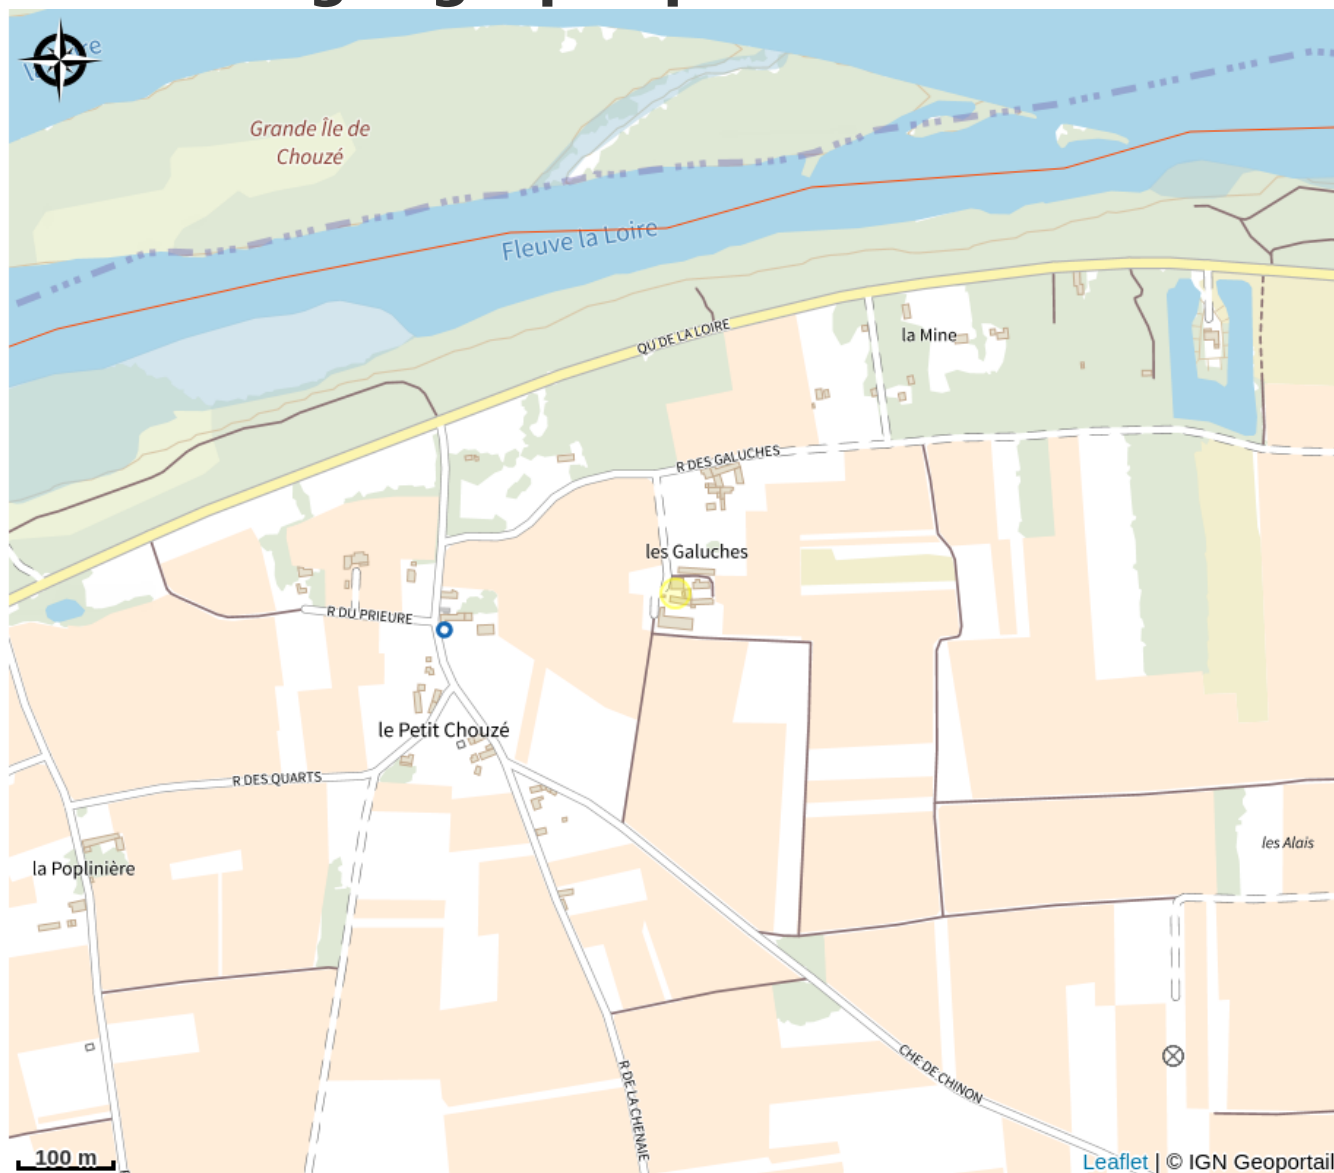 Grande Île de
Chouzé
Fleuve la Loire
QU DE LA LOIRE
la Mine
R DES GALUCHES
les Galuches
R DU PRIEURE
le Petit Chouzé
R DES QUARTS
la Poplinière
les Alais
CHE DE CHINON
R DE LA CHENAIE
100 m
Leaflet | © IGN Geoportail